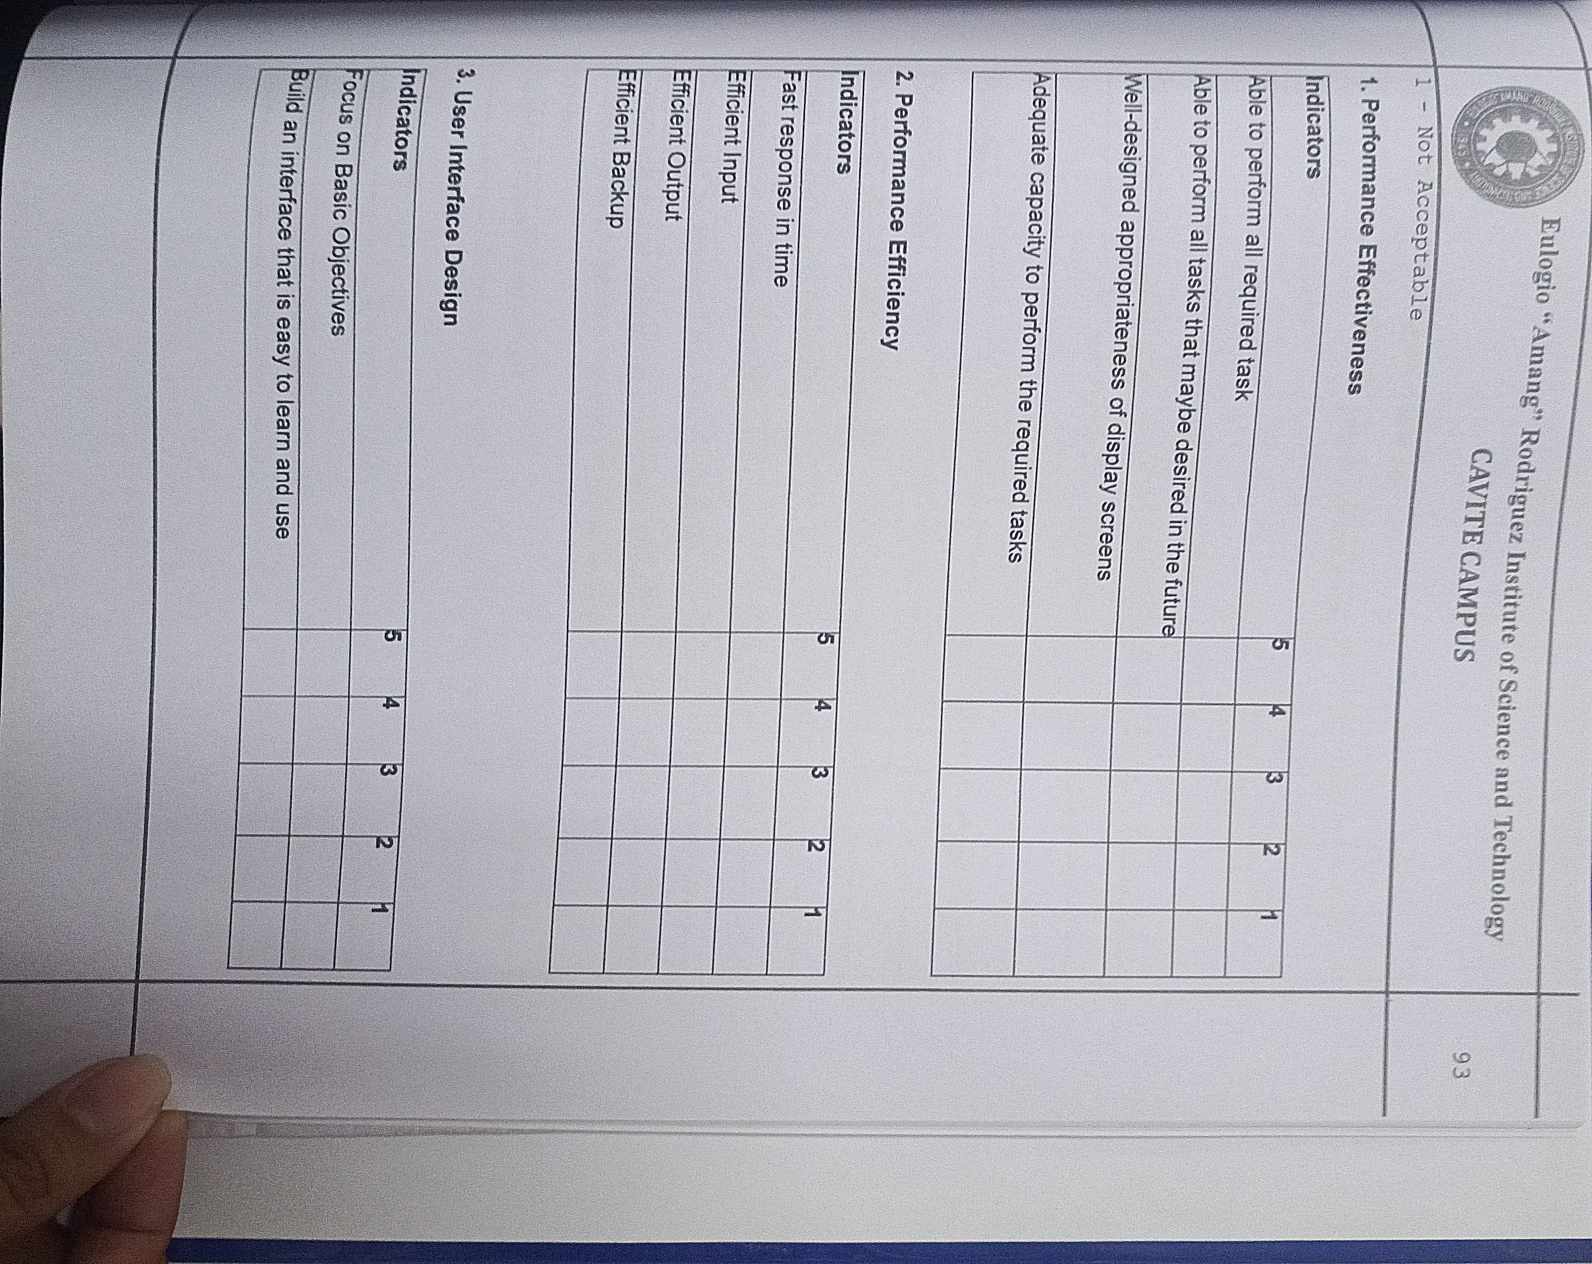 Eulogio “Amang” Rodriguez Institute of Science and Technology
CAVITE CAMPUS
93
1 - Not Acceptable
1. Performance Effectiveness
Indicators 5 4 3 2 1
Able to perform all required task
Able to perform all tasks that maybe desired in the future
Well-designed appropriateness of display screens
Adequate capacity to perform the required tasks
2. Performance Efficiency
Indicators 5 4 3 2 1
Fast response in time
Efficient Input
Efficient Output
Efficient Backup
3. User Interface Design
Indicators 5 4 3 2 1
Focus on Basic Objectives
Build an interface that is easy to learn and use